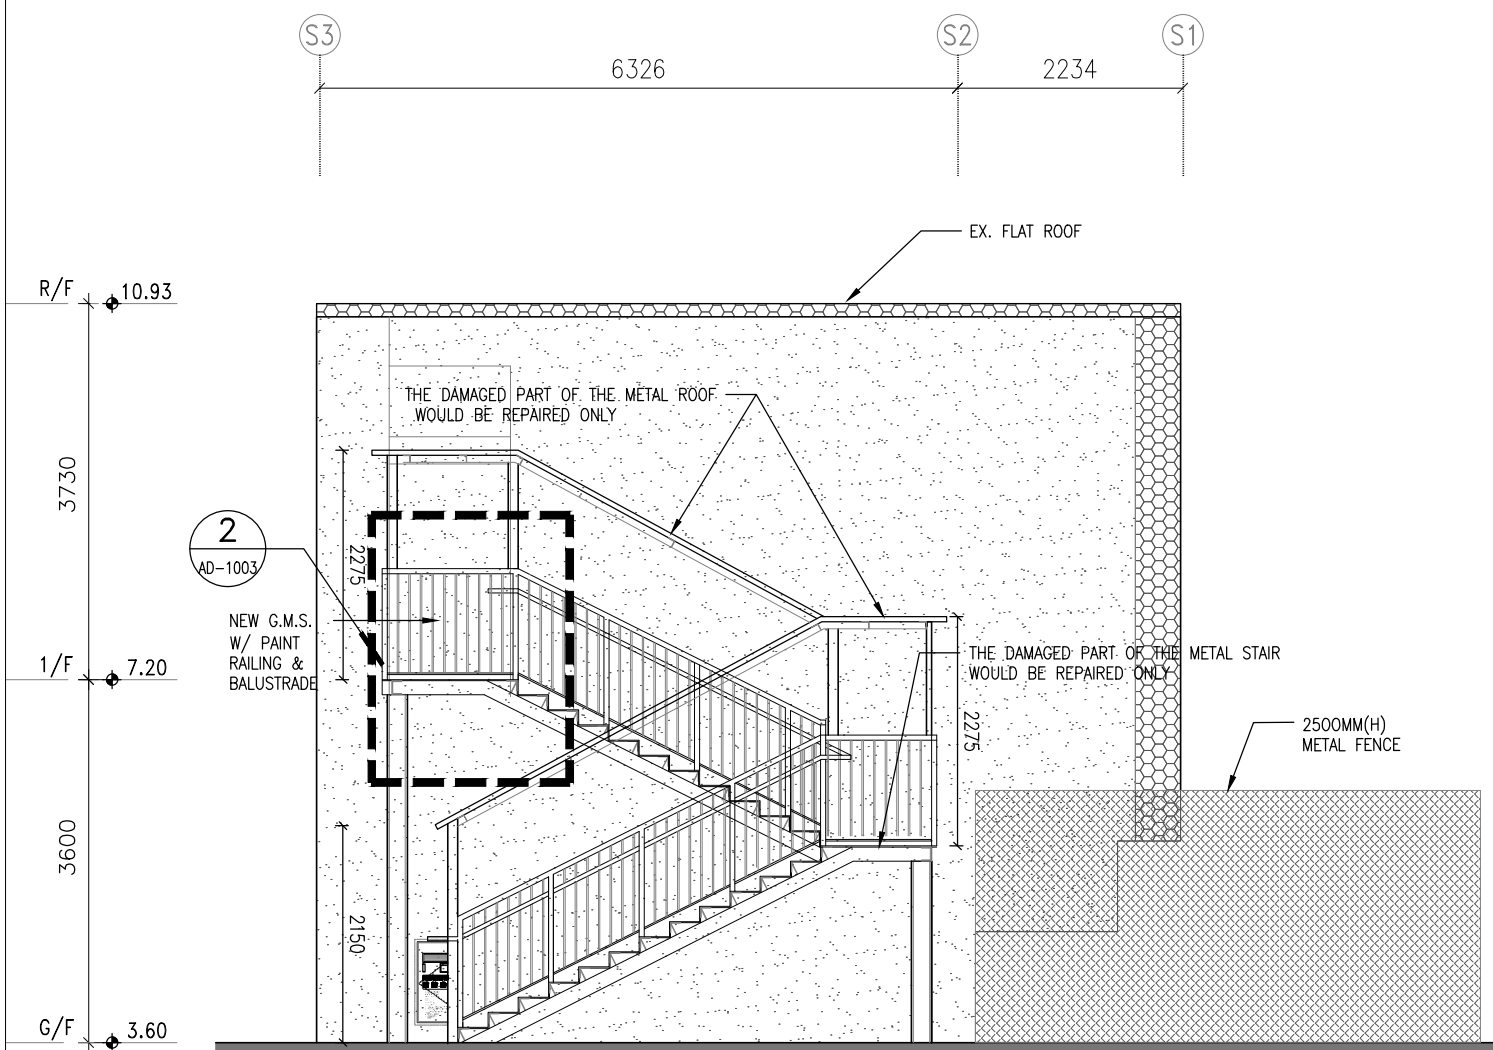 S3
S2
S1
6326
2234
EX. FLAT ROOF
R/F
10.93
THE DAMAGED PART OF THE METAL ROOF
WOULD BE REPAIRED ONLY
3730
2
AD-1003
2275
NEW G.M.S.
W/ PAINT
RAILING &
BALUSTRADE
1/F
7.20
THE DAMAGED PART OF THE METAL STAIR
WOULD BE REPAIRED ONLY
2275
2500MM(H)
METAL FENCE
3600
2150
G/F
3.60